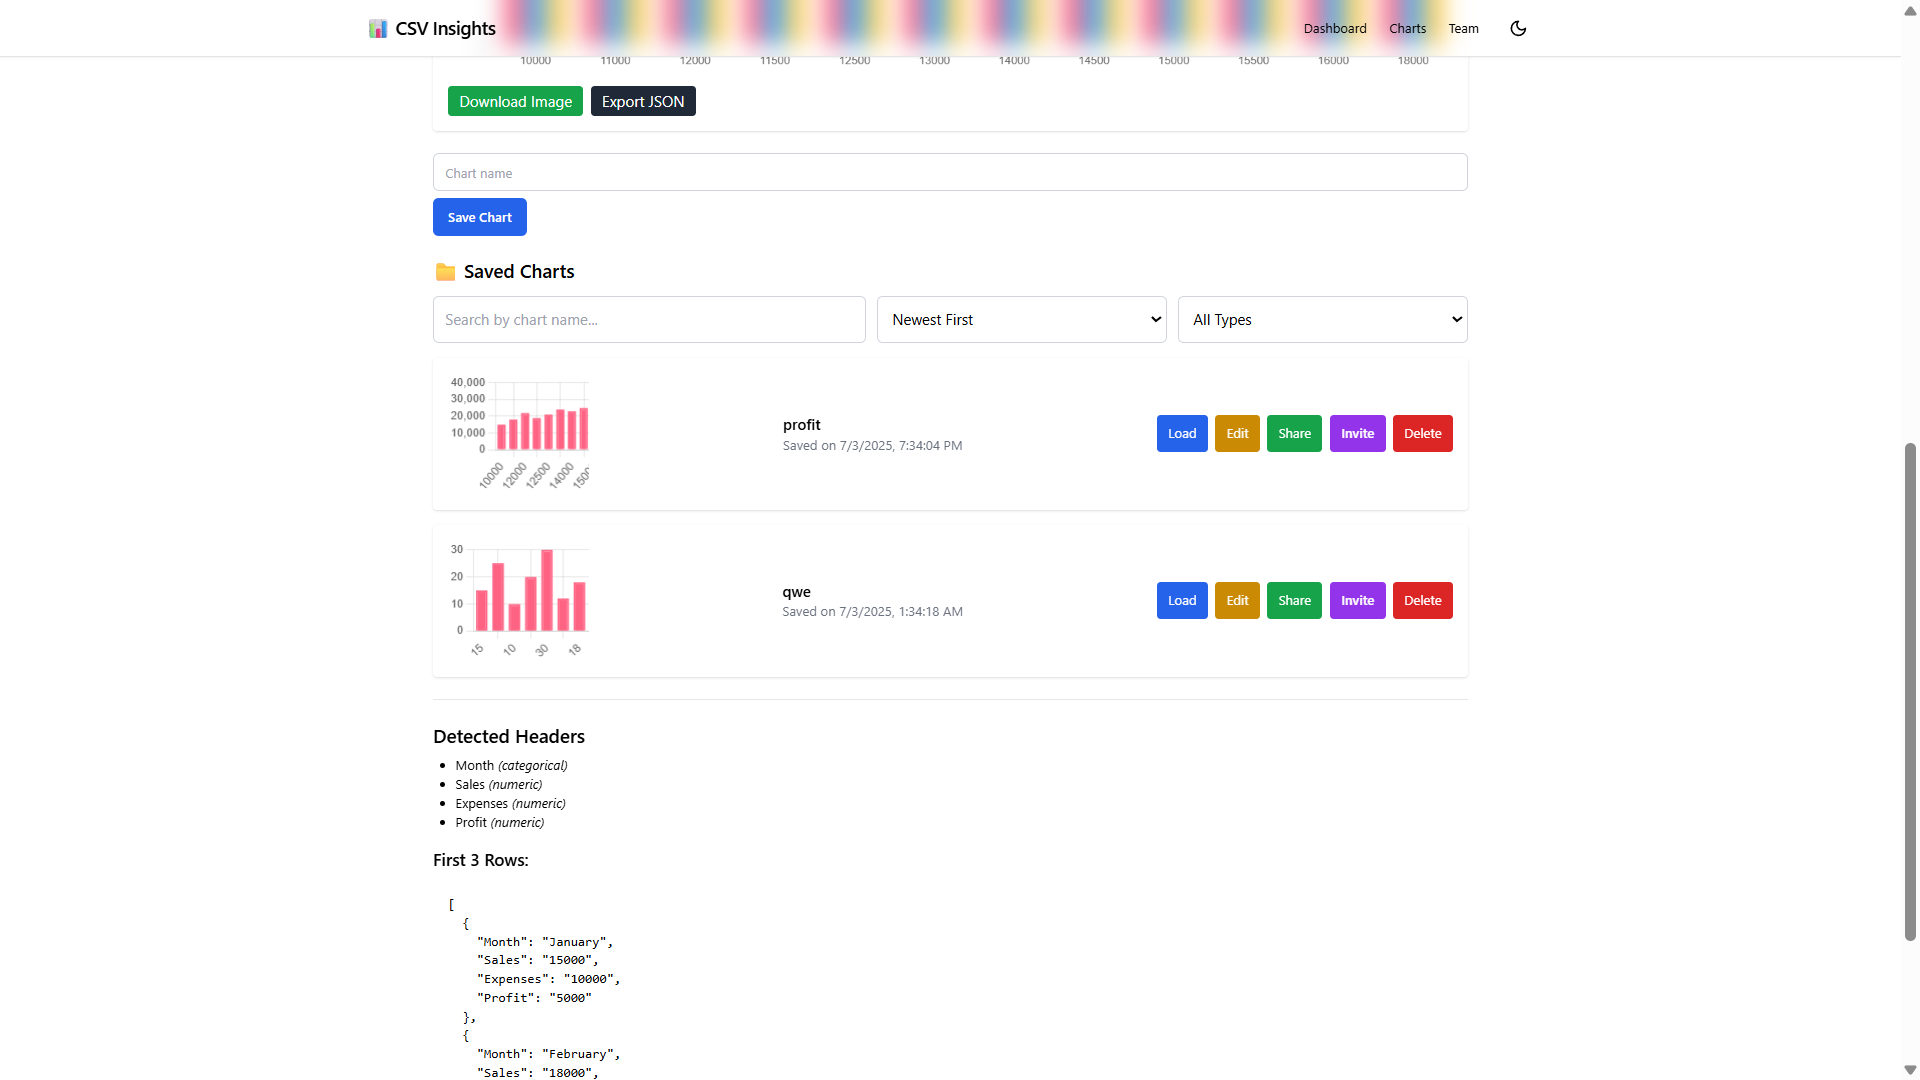 CSV Insights
Dashboard Charts Team
10000 11000 12000 11500 12500 13000 14000 14500 15000 15500 16000 18000
Download Image Export JSON
Chart name
Save Chart
Saved Charts
Search by chart name... Newest First All Types
40,000
30,000
20,000
10,000
0
10000 12000 12500 14000 1500
profit
Saved on 7/3/2025, 7:34:04 PM
Load Edit Share Invite Delete
30
20
10
0
15 10 30 18
qwe
Saved on 7/3/2025, 1:34:18 AM
Load Edit Share Invite Delete
Detected Headers
• Month (categorical)
• Sales (numeric)
• Expenses (numeric)
• Profit (numeric)
First 3 Rows:
[
{
"Month": "January",
"Sales": "15000",
"Expenses": "10000",
"Profit": "5000"
},
{
"Month": "February",
"Sales": "18000",